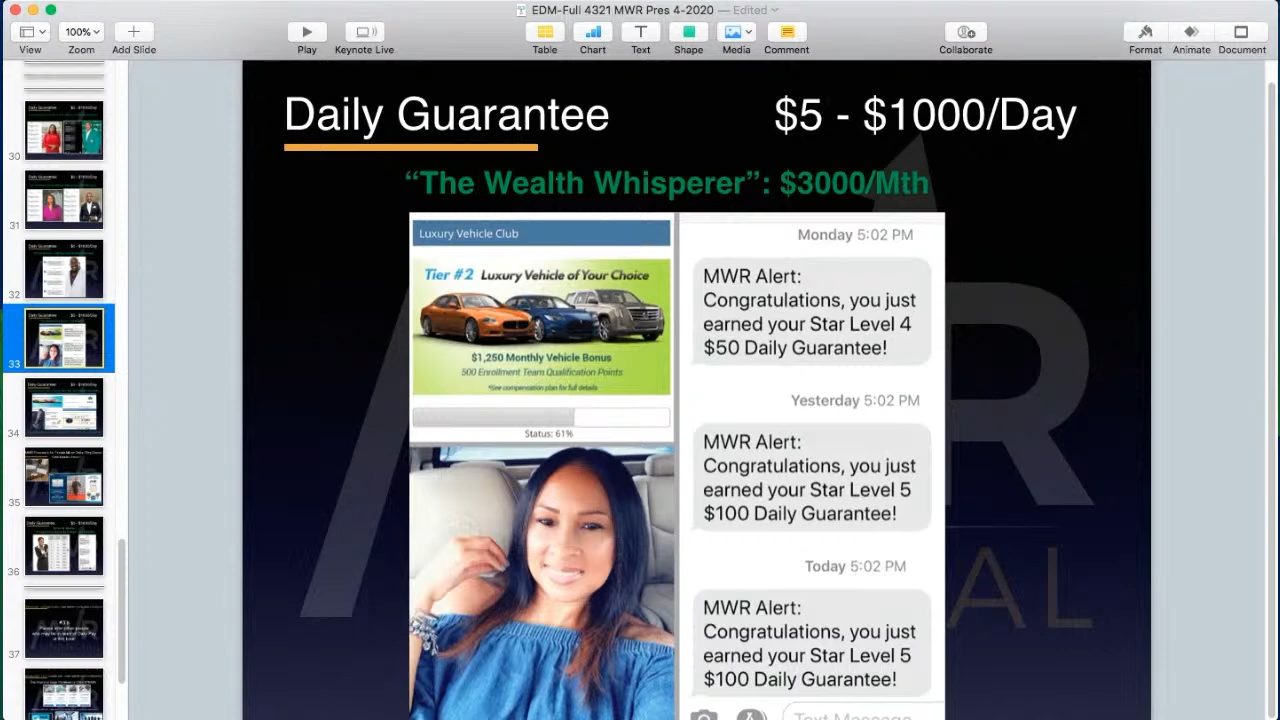 EDM-Full 4321 MWR Pres 4-2020 — Edited
100%
View
Zoom
Add Slide
Play
Keynote Live
Table
Chart
Text
Shape
Media
Comment
Collaborate
Format
Animate
Document
30
31
32
33
34
35
36
37
Daily Guarantee
$5 - $1000/Day
“The Wealth Whisperer”: $3000/Mth
Luxury Vehicle Club
Tier #2 Luxury Vehicle of Your Choice
$1,250 Monthly Vehicle Bonus
500 Enrollment Team Qualification Points
*See compensation plan for full details
Status: 61%
Monday 5:02 PM
MWR Alert:
Congratulations, you just
earned your Star Level 4
$50 Daily Guarantee!
Yesterday 5:02 PM
MWR Alert:
Congratulations, you just
earned your Star Level 5
$100 Daily Guarantee!
Today 5:02 PM
MWR Alert:
Congratulations, you just
earned your Star Level 5
$100 Daily Guarantee!
Text Message